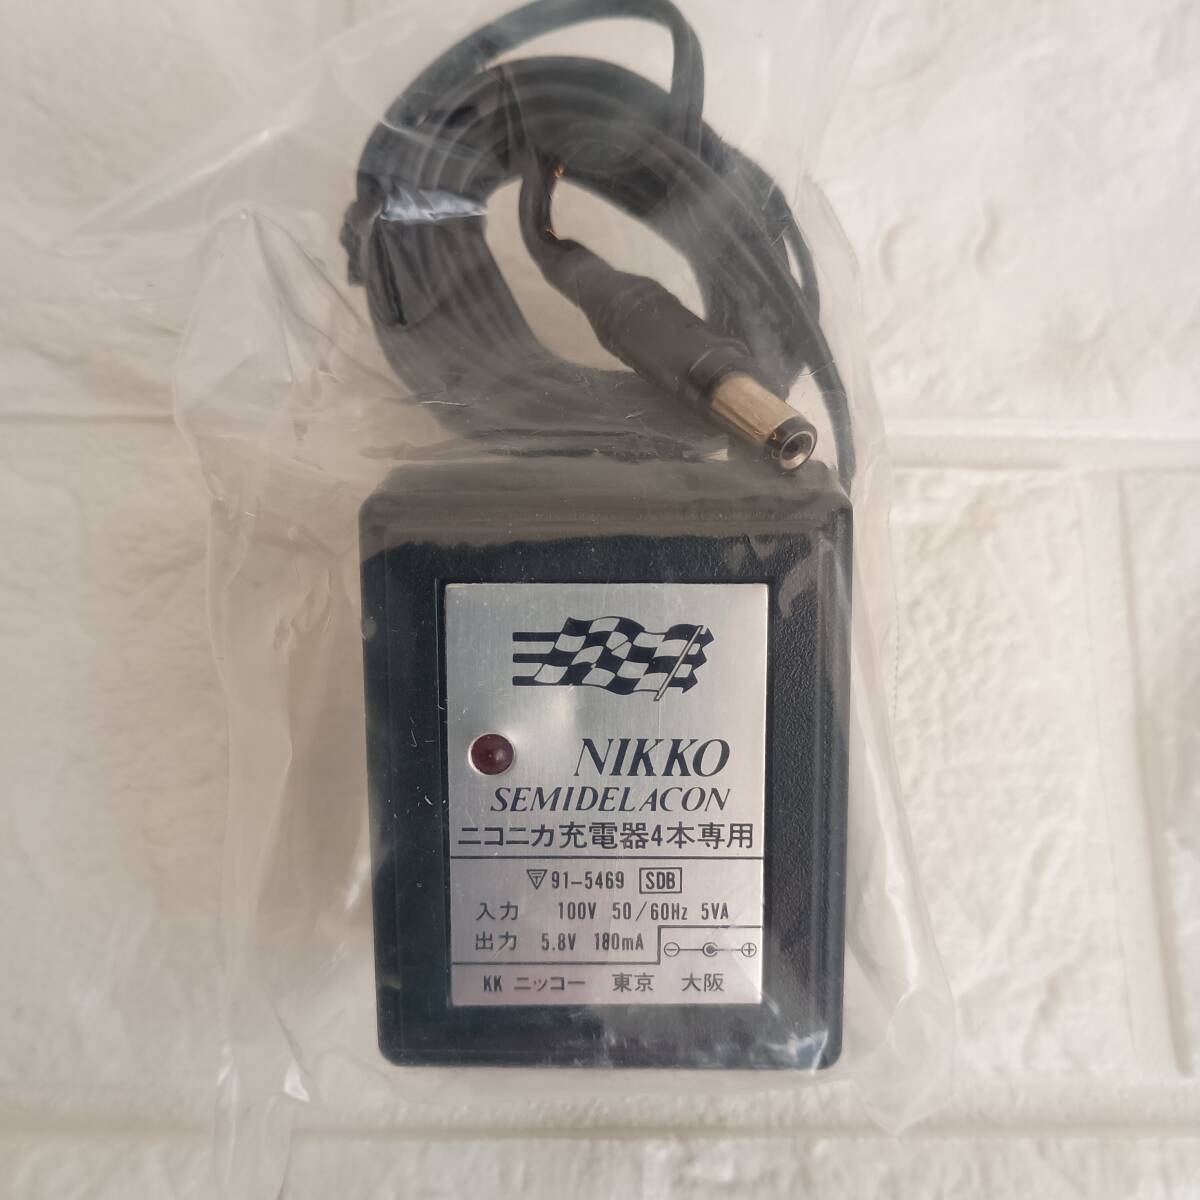 NIKKO
SEMIDELACON
ニコニカ充電器4本専用
91-5469 SDB
入力 100V 50/60Hz 5VA
出力 5.8V 180mA
KK ニッコー 東京 大阪